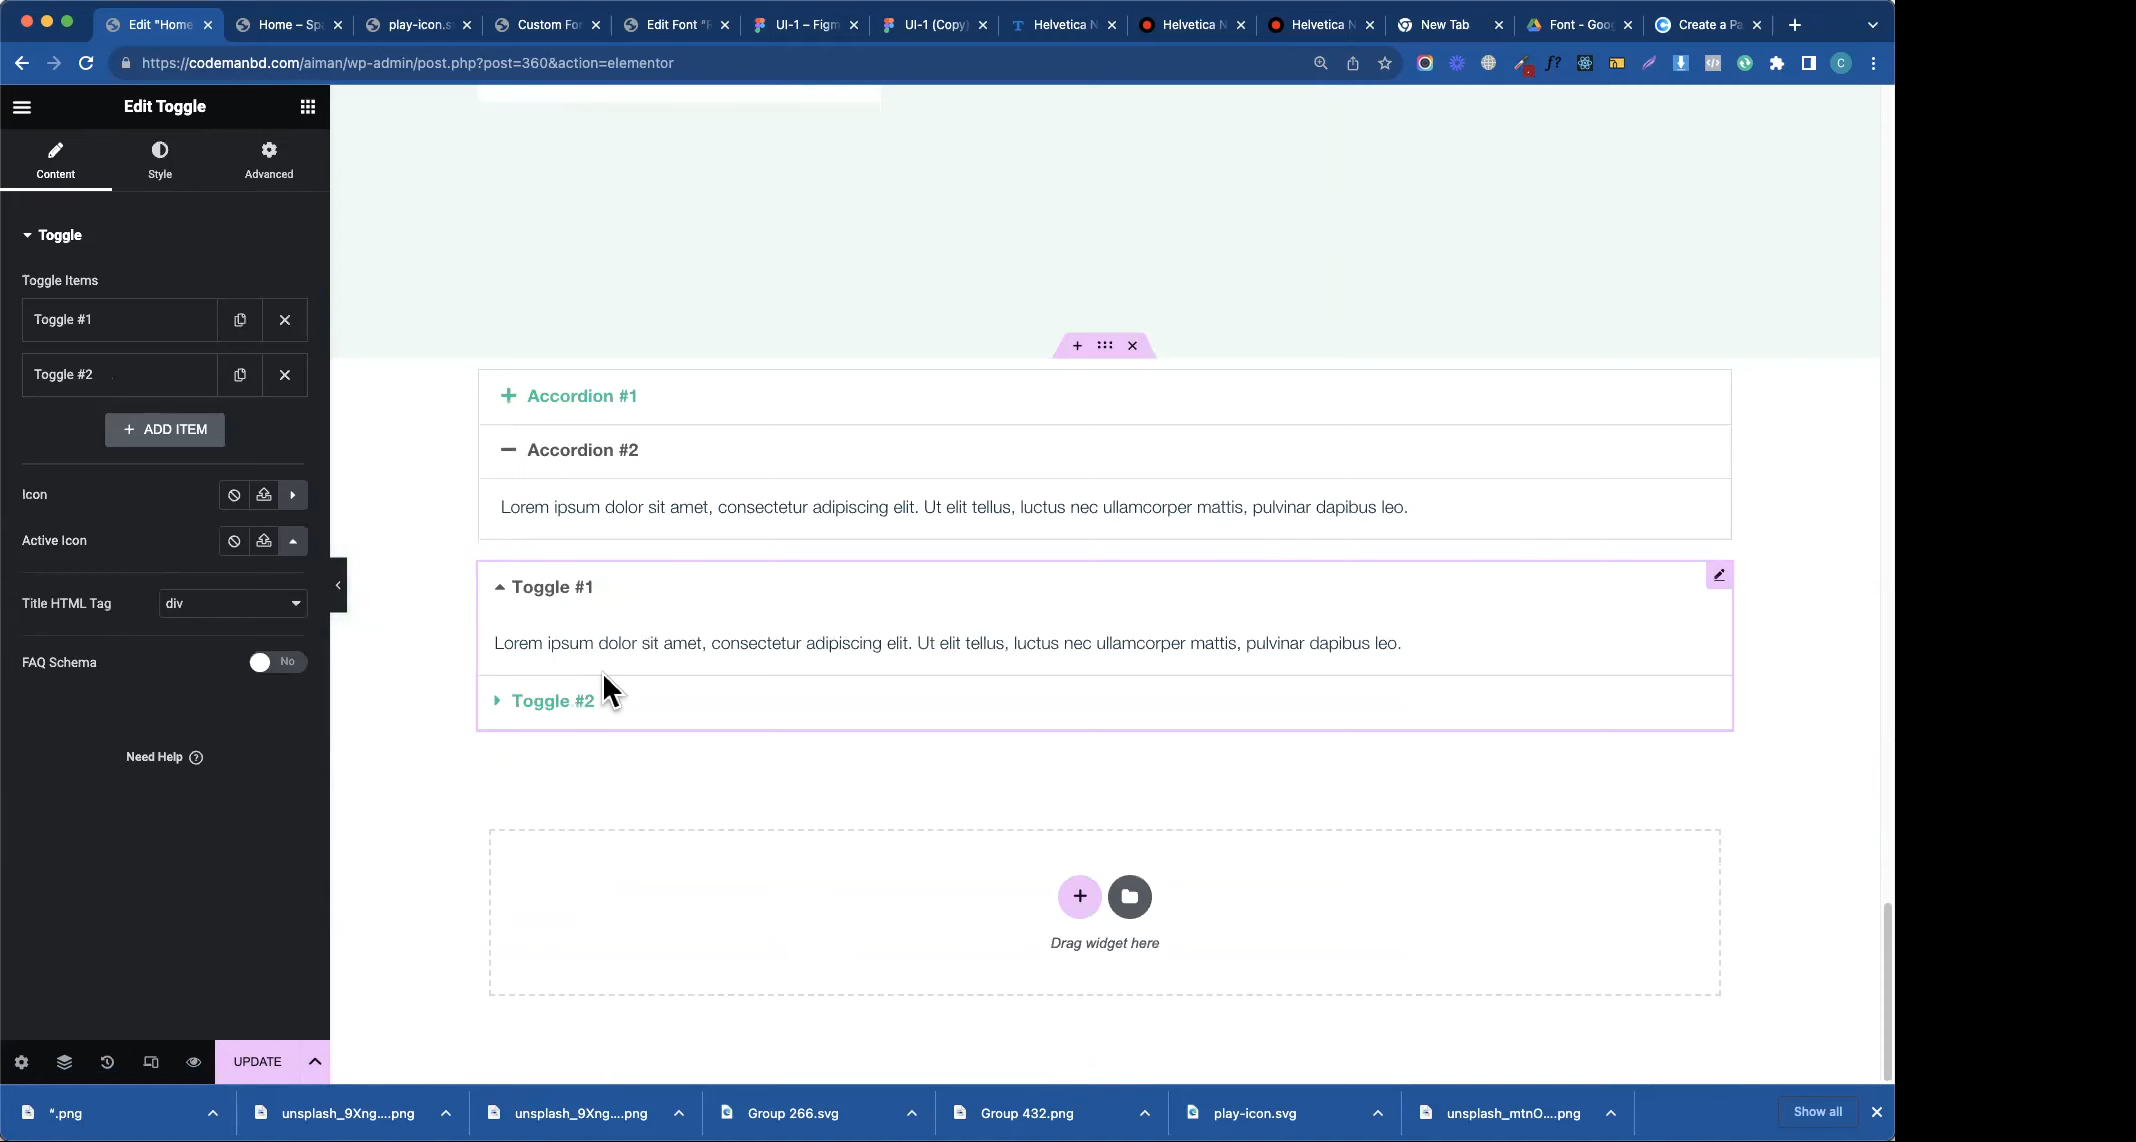 Edit "Home
Home – Sp
play-icon.s
Custom Fo
Edit Font "
UI-1 – Figm
UI-1 (Copy)
Helvetica N
Helvetica N
Helvetica N
New Tab
Font - Goo
Create a Pa
https://codemanbd.com/aiman/wp-admin/post.php?post=360&action=elementor
C
Edit Toggle
Content
Style
Advanced
Toggle
Toggle Items
Toggle #1
Toggle #2
+ ADD ITEM
Icon
Active Icon
Title HTML Tag
div
FAQ Schema
No
Need Help ?
UPDATE
Accordion #1
Accordion #2
Lorem ipsum dolor sit amet, consectetur adipiscing elit. Ut elit tellus, luctus nec ullamcorper mattis, pulvinar dapibus leo.
Toggle #1
Lorem ipsum dolor sit amet, consectetur adipiscing elit. Ut elit tellus, luctus nec ullamcorper mattis, pulvinar dapibus leo.
Toggle #2
Drag widget here
“.png
unsplash_9Xng....png
unsplash_9Xng....png
Group 266.svg
Group 432.png
play-icon.svg
unsplash_mtnO....png
Show all